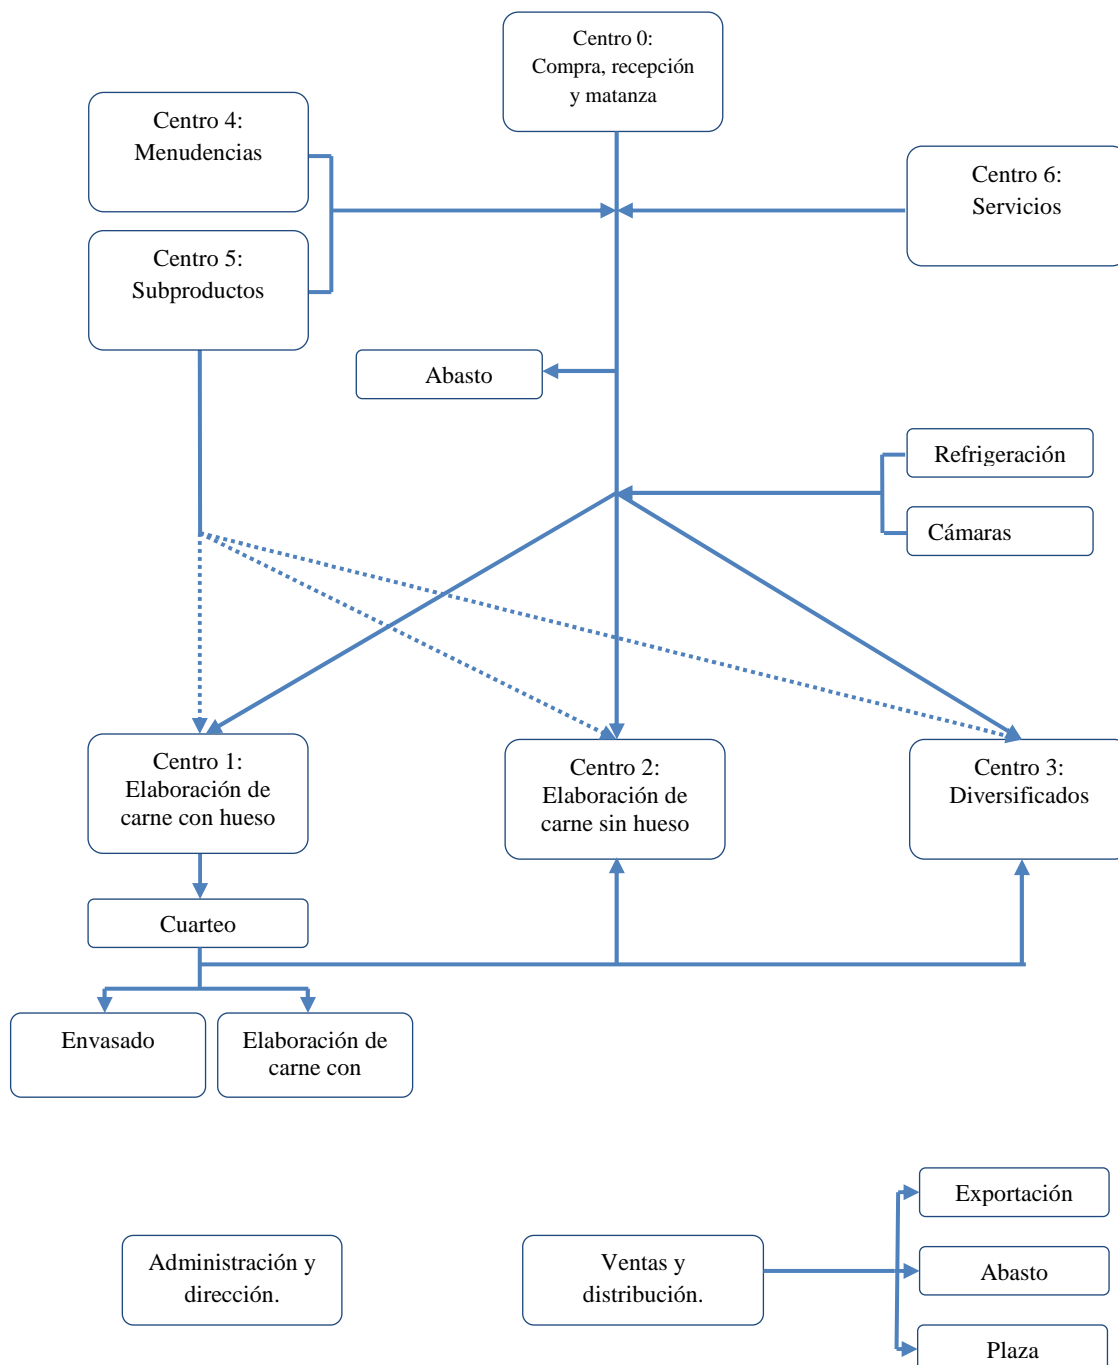 Centro 0:
Compra, recepción
y matanza
Centro 4:
Menudencias
Centro 6:
Servicios
Centro 5:
Subproductos
Abasto
Refrigeración
Cámaras
Centro 1:
Elaboración de
carne con hueso
Centro 2:
Elaboración de
carne sin hueso
Centro 3:
Diversificados
Cuarteo
Envasado
Elaboración de
carne con
Exportación
Administración y
dirección.
Ventas y
distribución.
Abasto
Plaza